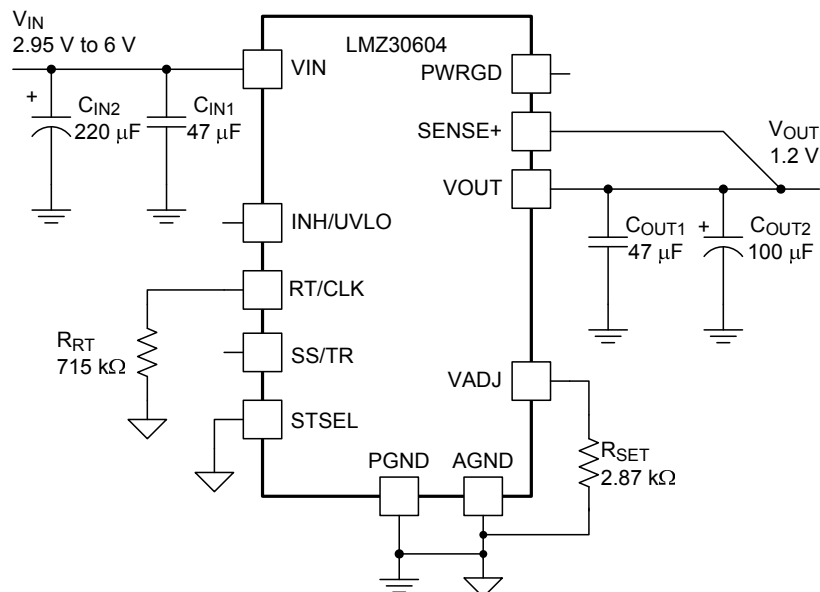 VIN
2.95 V to 6 V
LMZ30604
VIN
PWRGD
CIN2
220 μF
CIN1
47 μF
SENSE+
VOUT
1.2 V
VOUT
INH/UVLO
COUT1
47 μF
COUT2
100 μF
RT/CLK
RRT
715 kΩ
SS/TR
VADJ
STSEL
PGND
AGND
RSET
2.87 kΩ
+
+